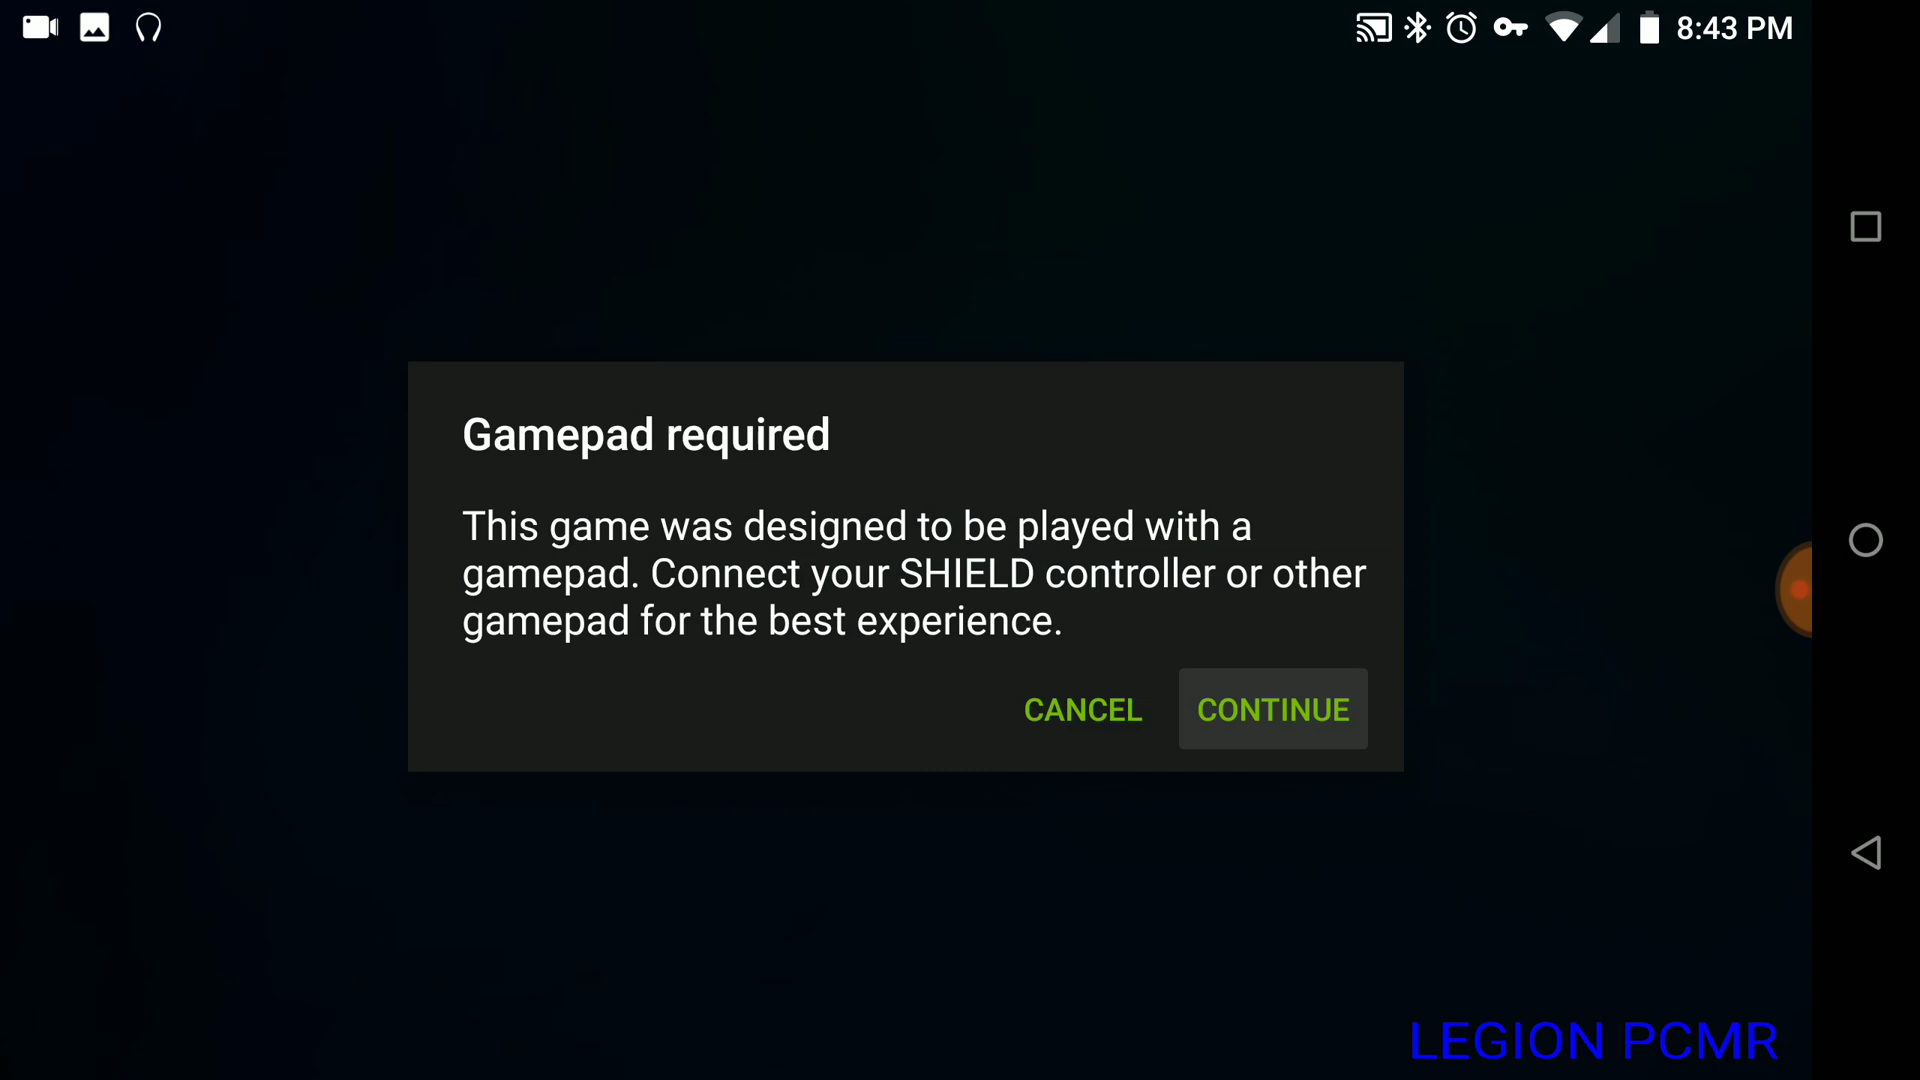 8:43 PM
Gamepad required
This game was designed to be played with a
gamepad. Connect your SHIELD controller or other
gamepad for the best experience.
CANCEL CONTINUE
LEGION PCMR